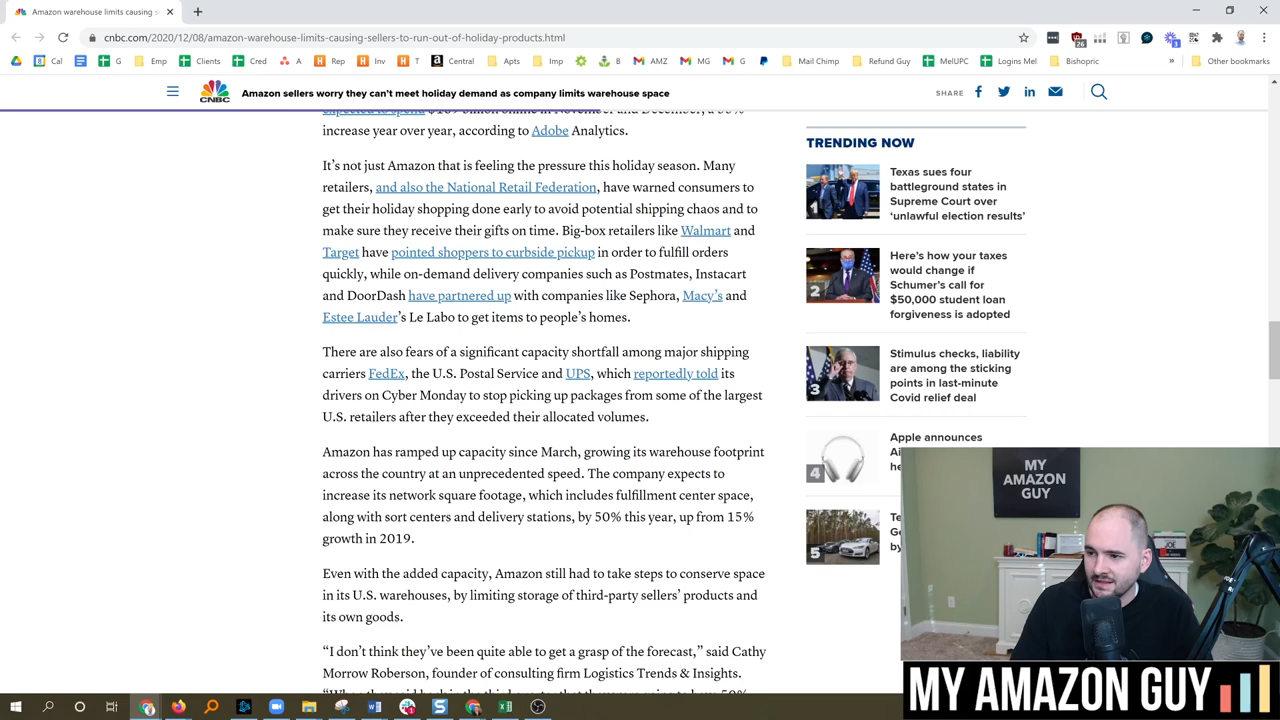 Amazon warehouse limits causing s
cnbc.com/2020/12/08/amazon-warehouse-limits-causing-sellers-to-run-out-of-holiday-products.html
26
Cal
G
Emp
Clients
Cred
A
Rep
Inv
T
Central
Apts
Imp
B
AMZ
MG
G
Mail Chimp
Refund Guy
MelUPC
Logins Mel
Bishopric
»
Other bookmarks
CNBC
Amazon sellers worry they can't meet holiday demand as company limits warehouse space
SHARE
increase year over year, according to Adobe Analytics.
It's not just Amazon that is feeling the pressure this holiday season. Many
retailers, and also the National Retail Federation, have warned consumers to
get their holiday shopping done early to avoid potential shipping chaos and to
make sure they receive their gifts on time. Big-box retailers like Walmart and
Target have pointed shoppers to curbside pickup in order to fulfill orders
quickly, while on-demand delivery companies such as Postmates, Instacart
and DoorDash have partnered up with companies like Sephora, Macy's and
Estee Lauder's Le Labo to get items to people's homes.
There are also fears of a significant capacity shortfall among major shipping
carriers FedEx, the U.S. Postal Service and UPS, which reportedly told its
drivers on Cyber Monday to stop picking up packages from some of the largest
U.S. retailers after they exceeded their allocated volumes.
Amazon has ramped up capacity since March, growing its warehouse footprint
across the country at an unprecedented speed. The company expects to
increase its network square footage, which includes fulfillment center space,
along with sort centers and delivery stations, by 50% this year, up from 15%
growth in 2019.
Even with the added capacity, Amazon still had to take steps to conserve space
in its U.S. warehouses, by limiting storage of third-party sellers' products and
its own goods.
“I don't think they've been quite able to get a grasp of the forecast,” said Cathy
Morrow Roberson, founder of consulting firm Logistics Trends & Insights.
TRENDING NOW
1
Texas sues four
battleground states in
Supreme Court over
‘unlawful election results’
2
Here's how your taxes
would change if
Schumer's call for
$50,000 student loan
forgiveness is adopted
3
Stimulus checks, liability
are among the sticking
points in last-minute
Covid relief deal
4
Apple announces
5
MY
AMAZON
GUY
JOE
MY AMAZON GUY